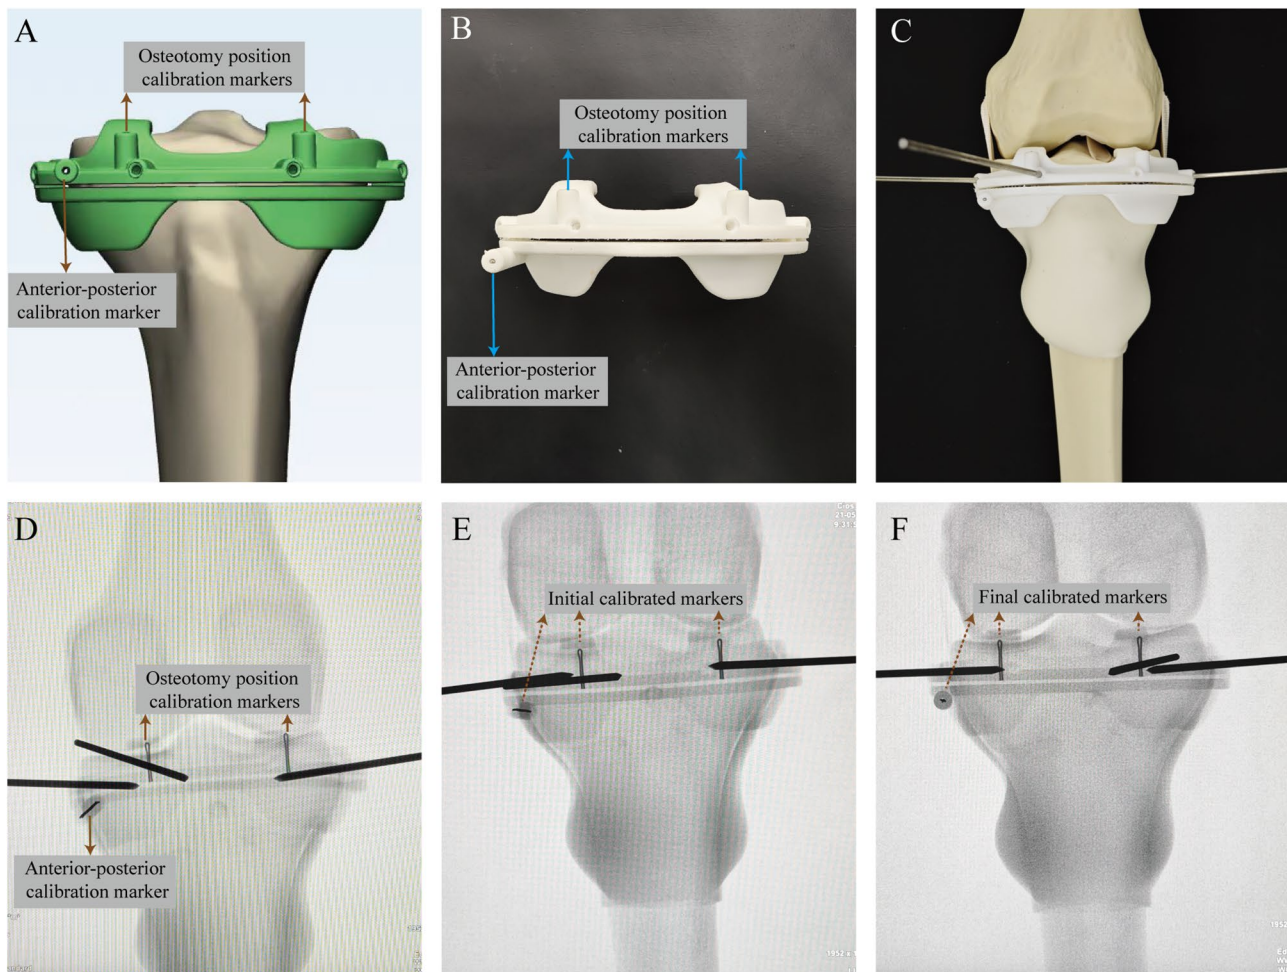 A
Osteotomy position
calibration markers
Anterior-posterior
calibration marker
B
Osteotomy position
calibration markers
Anterior-posterior
calibration marker
C
D
Osteotomy position
calibration markers
Anterior-posterior
calibration marker
E
Initial calibrated markers
F
Final calibrated markers